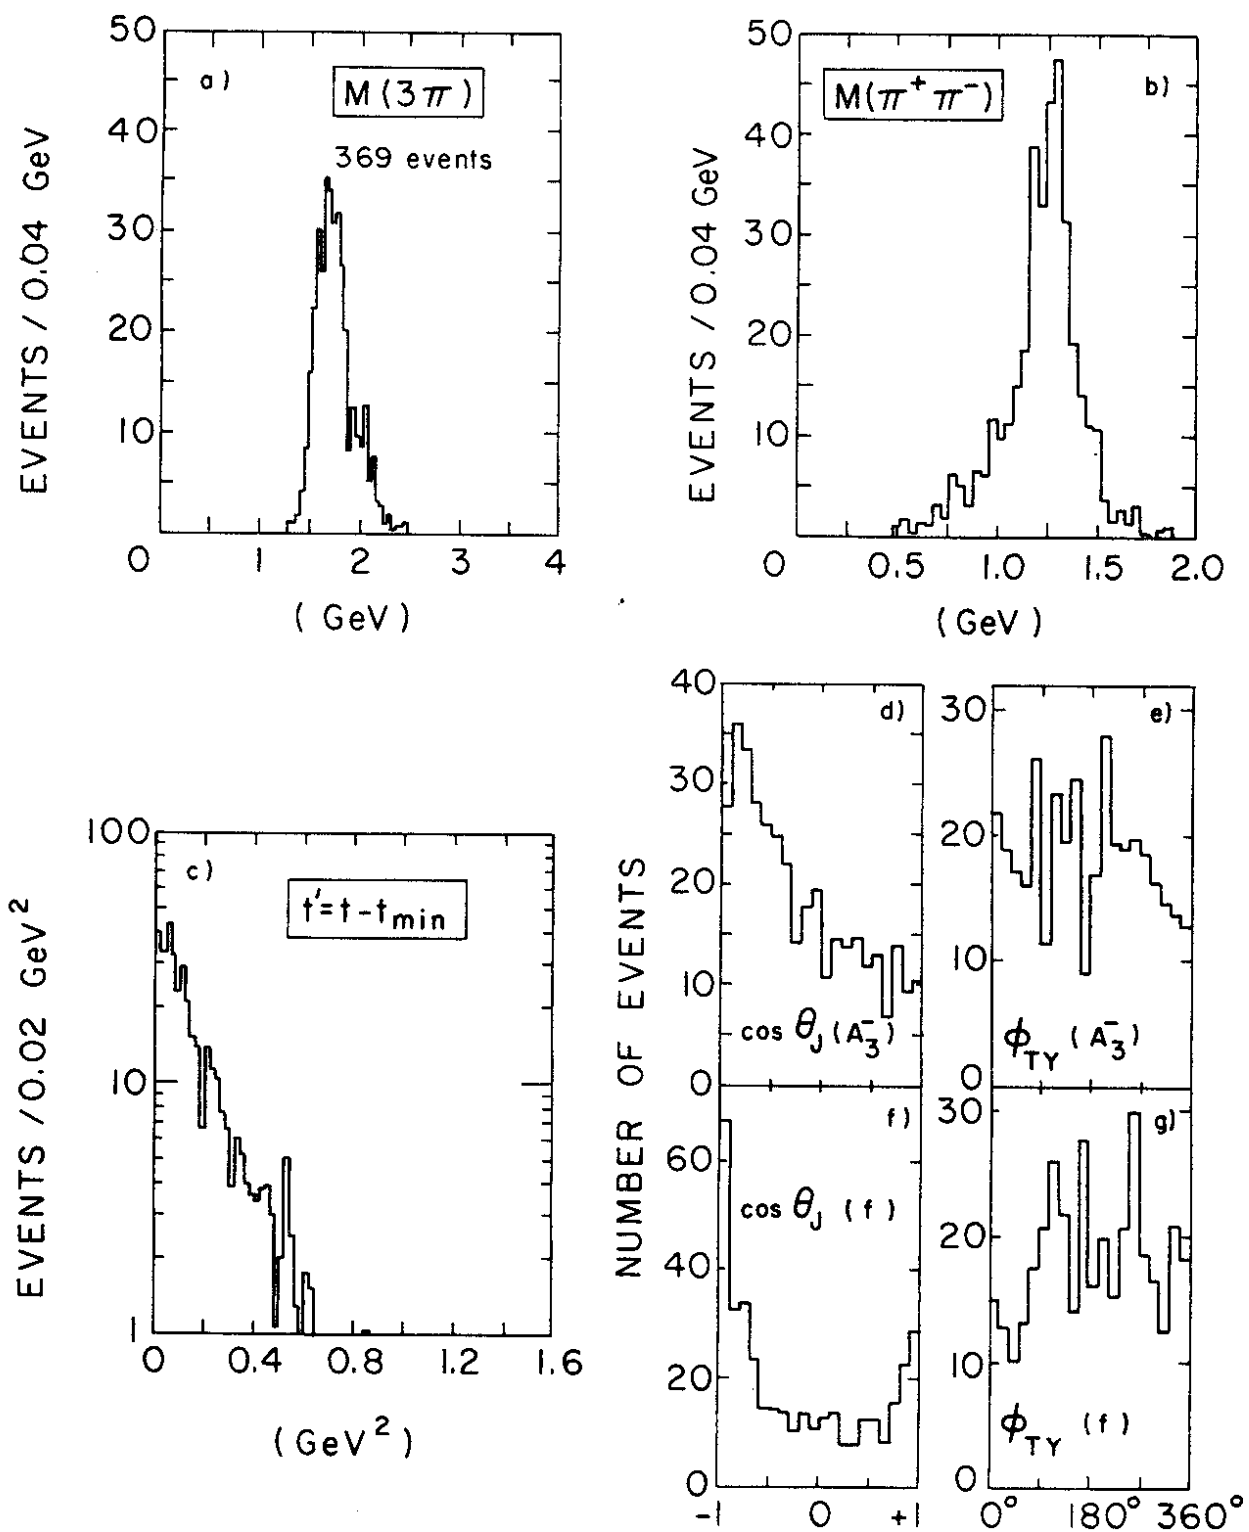 a)
M(3π)
369 events
50
40
30
20
10
0
1
2
3
4
(GeV)
EVENTS / 0.04 GeV
b)
M(π⁺π⁻)
50
40
30
20
10
0
0.5
1.0
1.5
2.0
(GeV)
EVENTS / 0.04 GeV
c)
t′=t-t_min
100
10
1
0
0.4
0.8
1.2
1.6
(GeV²)
EVENTS /0.02 GeV²
NUMBER OF EVENTS
d)
40
30
20
10
0
cos θ_J (A₃⁻)
e)
30
20
10
0
ϕ_TY (A₃⁻)
f)
60
40
20
0
cos θ_J (f)
-1
0
+1
g)
30
20
10
0
ϕ_TY (f)
0°
180°
360°